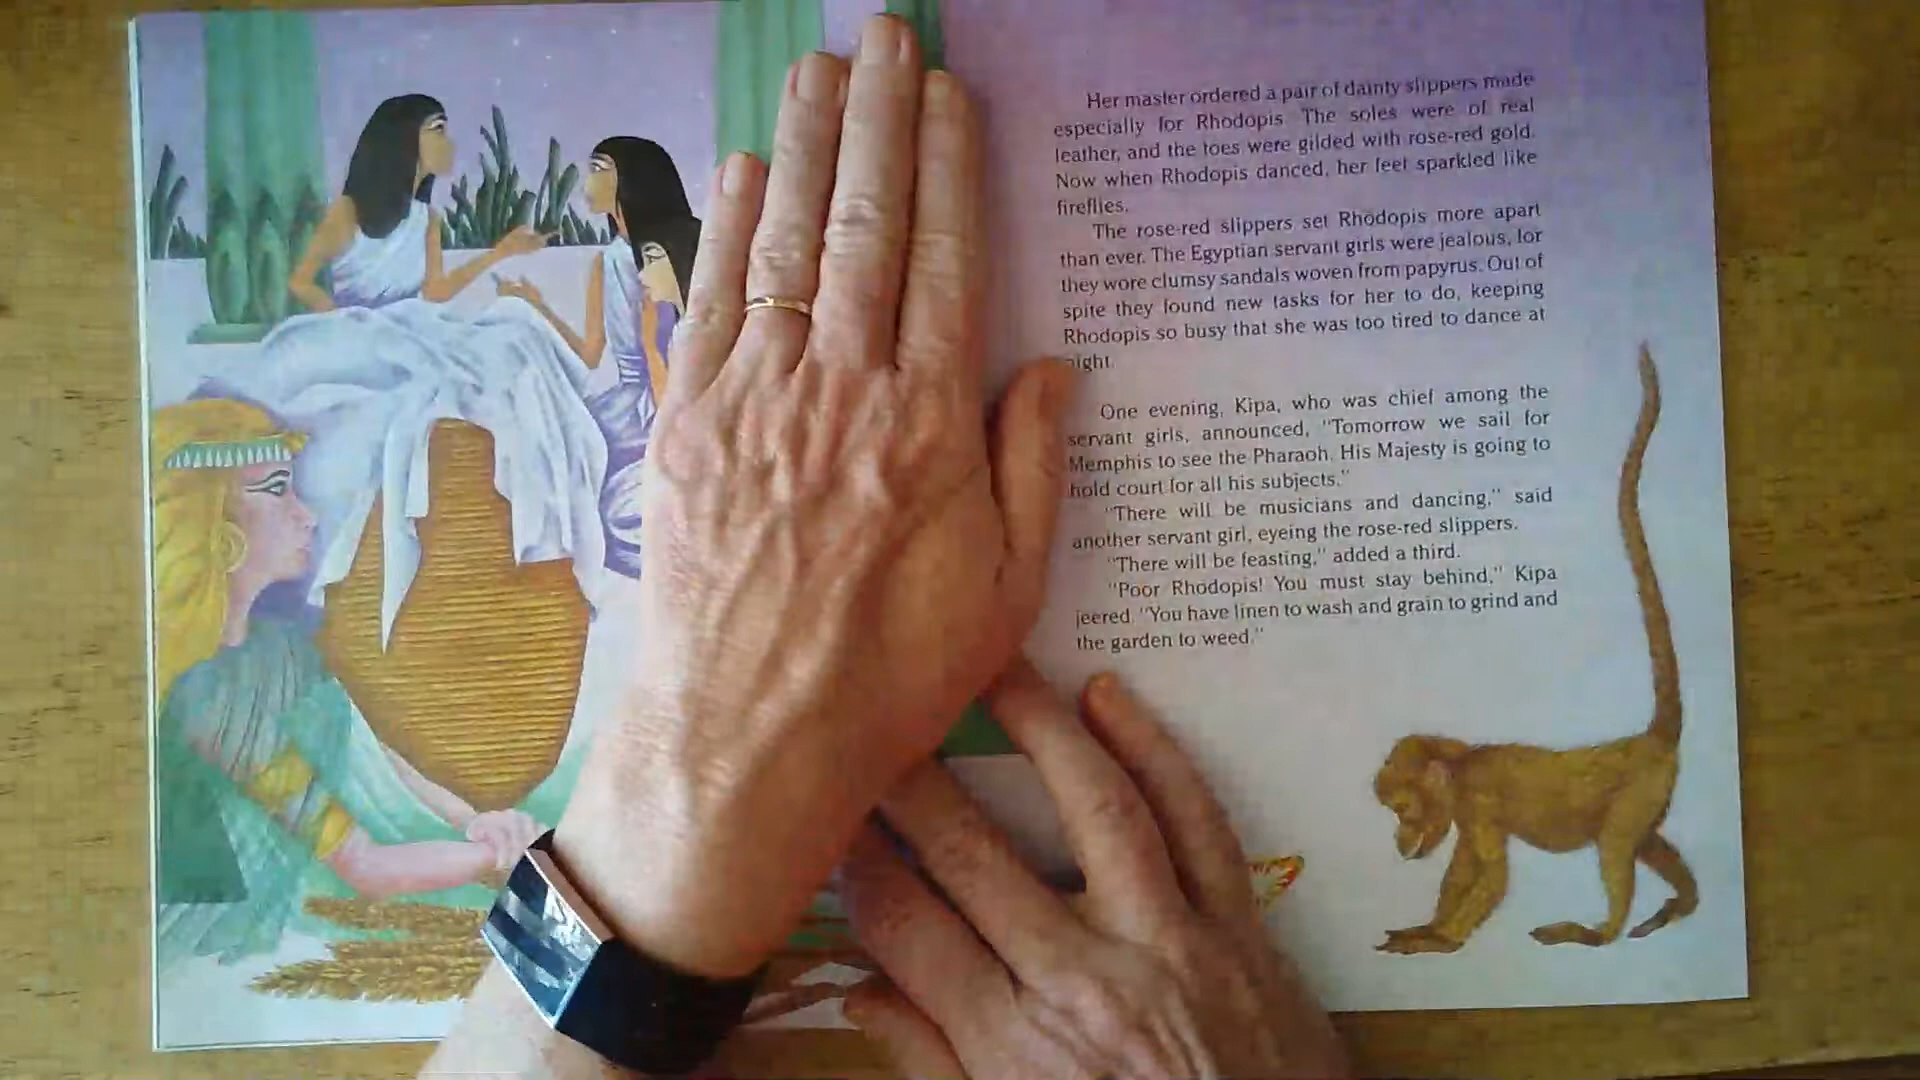 Her master ordered a pair of dainty slippers made
especially for Rhodopis. The soles were of real
leather, and the toes were gilded with rose-red gold.
Now when Rhodopis danced, her feet sparkled like
fireflies.
The rose-red slippers set Rhodopis more apart
than ever. The Egyptian servant girls were jealous, for
they wore clumsy sandals woven from papyrus. Out of
spite they found new tasks for her to do, keeping
Rhodopis so busy that she was too tired to dance at
night.
One evening, Kipa, who was chief among the
servant girls, announced, "Tomorrow we sail for
Memphis to see the Pharaoh. His Majesty is going to
hold court for all his subjects."
"There will be musicians and dancing," said
another servant girl, eyeing the rose-red slippers.
"There will be feasting," added a third.
"Poor Rhodopis! You must stay behind," Kipa
jeered. "You have linen to wash and grain to grind and
the garden to weed."